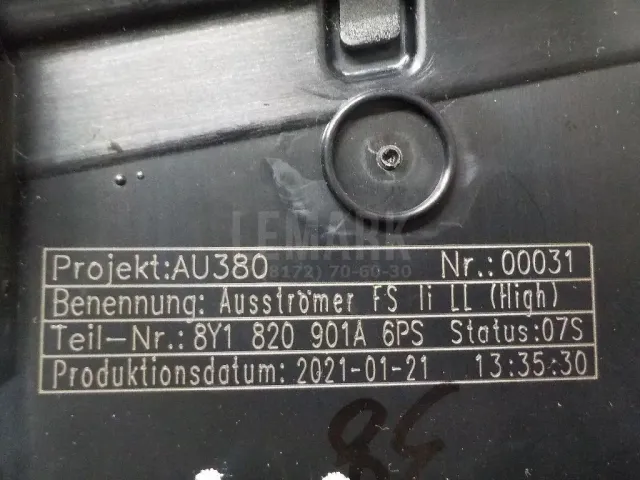 LEMARK
(8172) 70-60-30
Projekt:AU380 Nr.:00031
Benennung: Ausströmer FS li LL (High)
Teil-Nr.:8Y1 820 901A 6PS Status:07S
Produktionsdatum:2021-01-21 13:35:30